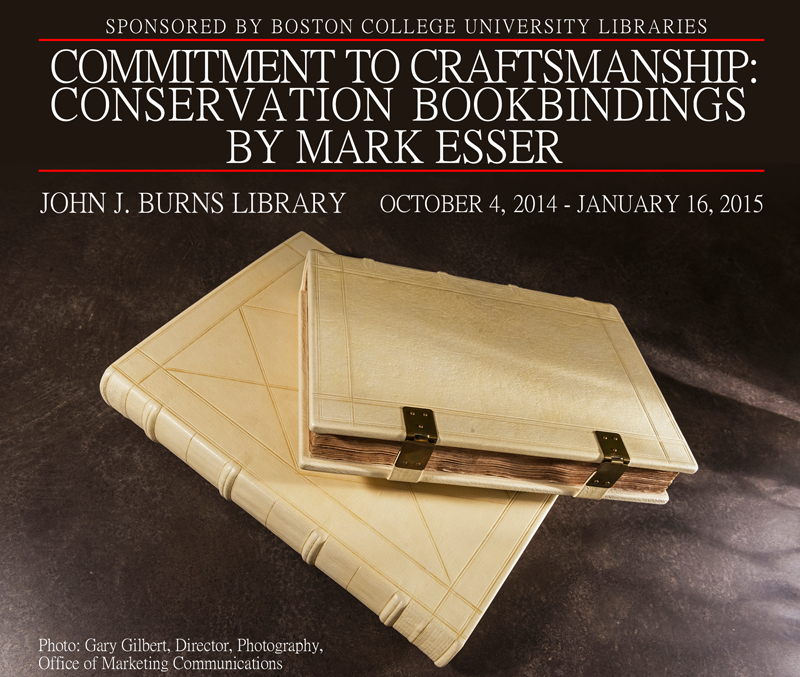 SPONSORED BY BOSTON COLLEGE UNIVERSITY LIBRARIES
COMMITMENT TO CRAFTSMANSHIP:
CONSERVATION BOOKBINDINGS
BY MARK ESSER
JOHN J. BURNS LIBRARY OCTOBER 4, 2014 - JANUARY 16, 2015
Photo: Gary Gilbert, Director, Photography,
Office of Marketing Communications